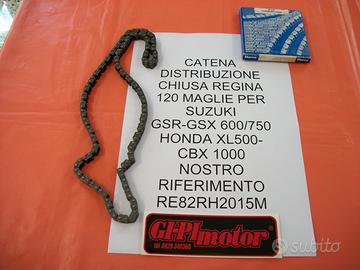 CATENA
DISTRIBUZIONE
CHIUSA REGINA
120 MAGLIE PER
SUZUKI
GSR-GSX 600/750
HONDA XL500-
CBX 1000
NOSTRO
RIFERIMENTO
RE82RH2015M
GI-PI motor
subito